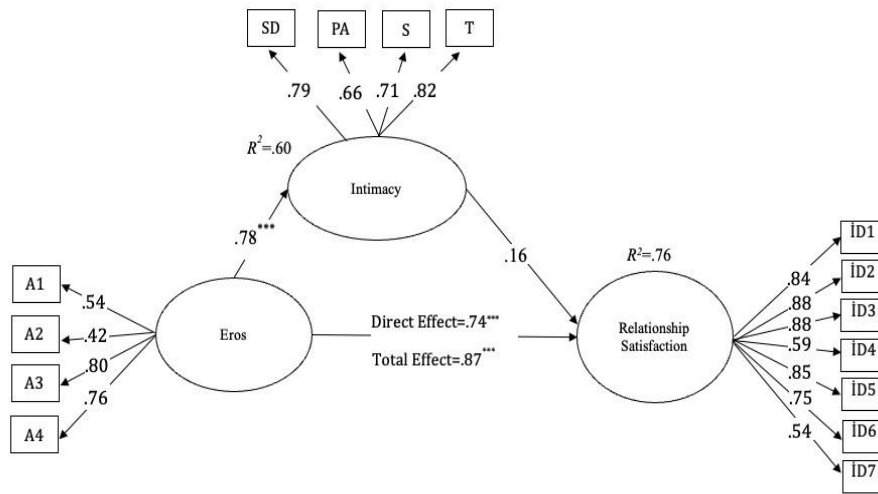 SD
PA
S
T
.79
.66
.71
.82
R²=.60
Intimacy
.78***
.16
R²=.76
A1
A2
A3
A4
.54
.42
.80
.76
Eros
Direct Effect=.74***
Total Effect=.87***
Relationship
Satisfaction
.84
.88
.88
.59
.85
.75
.54
İD1
İD2
İD3
İD4
İD5
İD6
İD7